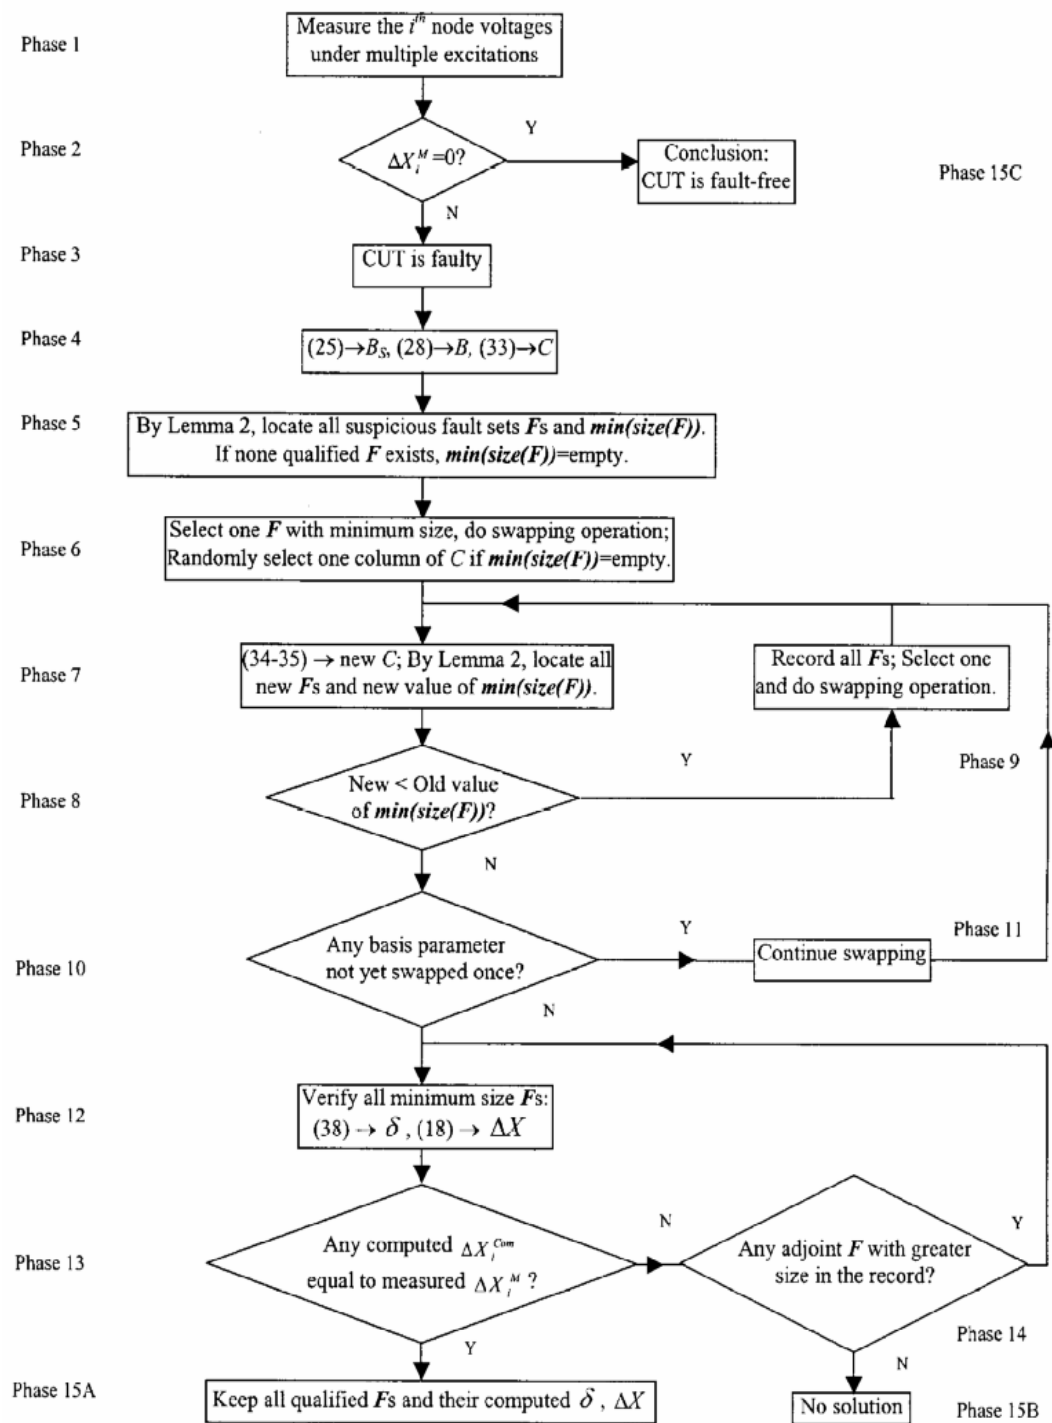 Phase 1
Measure the i^th node voltages
under multiple excitations
Phase 2
ΔX_i^M=0?
Y
Conclusion:
CUT is fault-free
Phase 15C
N
Phase 3
CUT is faulty
Phase 4
(25)→B_S, (28)→B, (33)→C
Phase 5
By Lemma 2, locate all suspicious fault sets Fs and min(size(F)).
If none qualified F exists, min(size(F))=empty.
Phase 6
Select one F with minimum size, do swapping operation;
Randomly select one column of C if min(size(F))=empty.
Phase 7
(34-35) → new C; By Lemma 2, locate all
new Fs and new value of min(size(F)).
Record all Fs; Select one
and do swapping operation.
Phase 8
New < Old value
of min(size(F))?
Y
Phase 9
N
Phase 10
Any basis parameter
not yet swapped once?
Y
Continue swapping
Phase 11
N
Phase 12
Verify all minimum size Fs:
(38) → δ , (18) → ΔX
Phase 13
Any computed ΔX_i^Com
equal to measured ΔX_i^M ?
N
Any adjoint F with greater
size in the record?
Y
Phase 14
Y
N
Phase 15A
Keep all qualified Fs and their computed δ , ΔX
No solution
Phase 15B